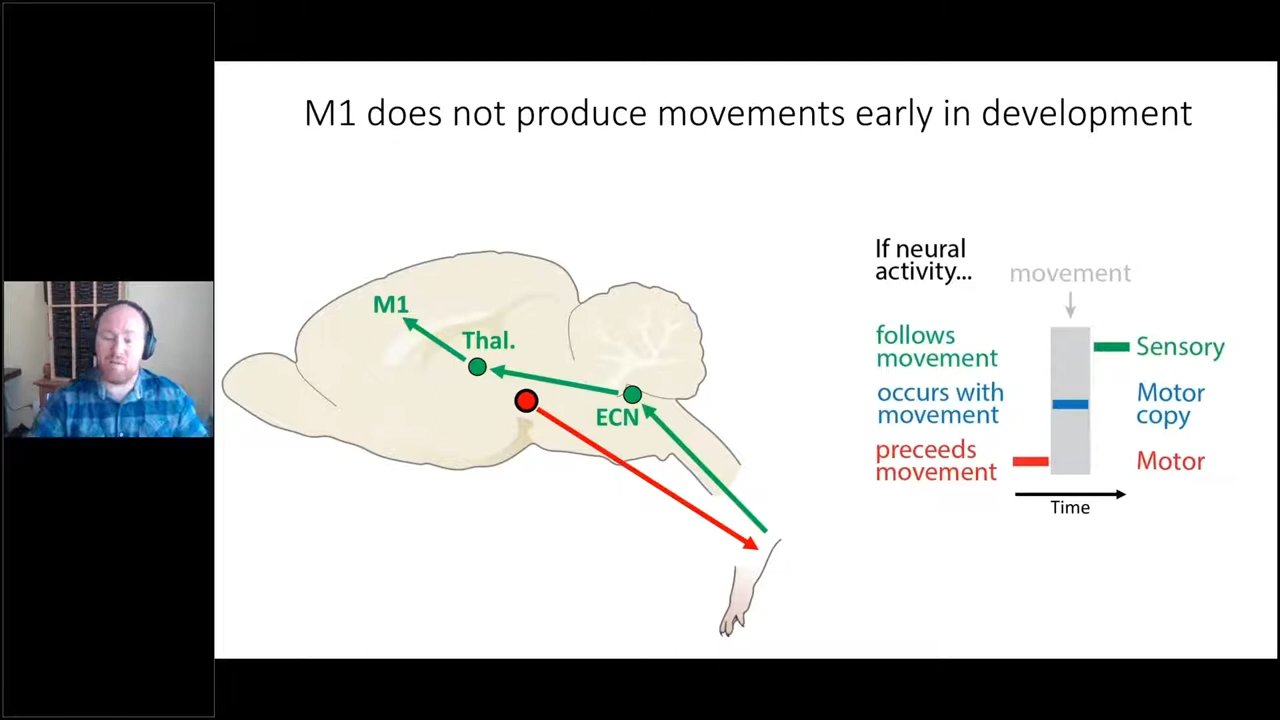 M1 does not produce movements early in development
M1
Thal.
ECN
If neural
activity...
movement
follows
movement
Sensory
occurs with
movement
Motor
copy
preceeds
movement
Motor
Time